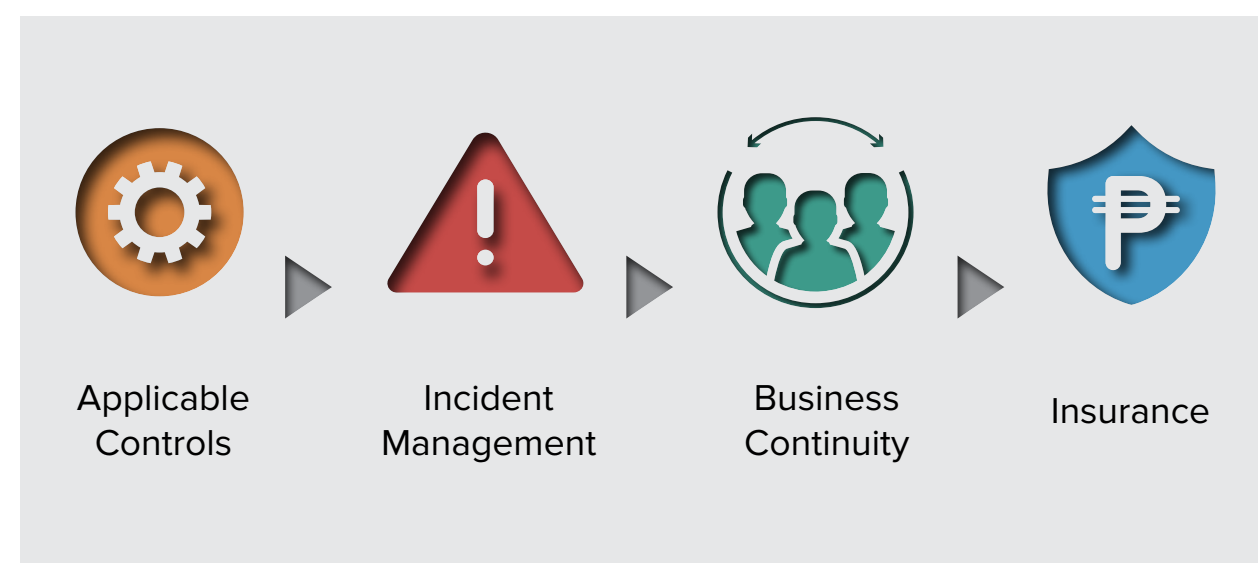 Applicable
Controls
Incident
Management
Business
Continuity
Insurance